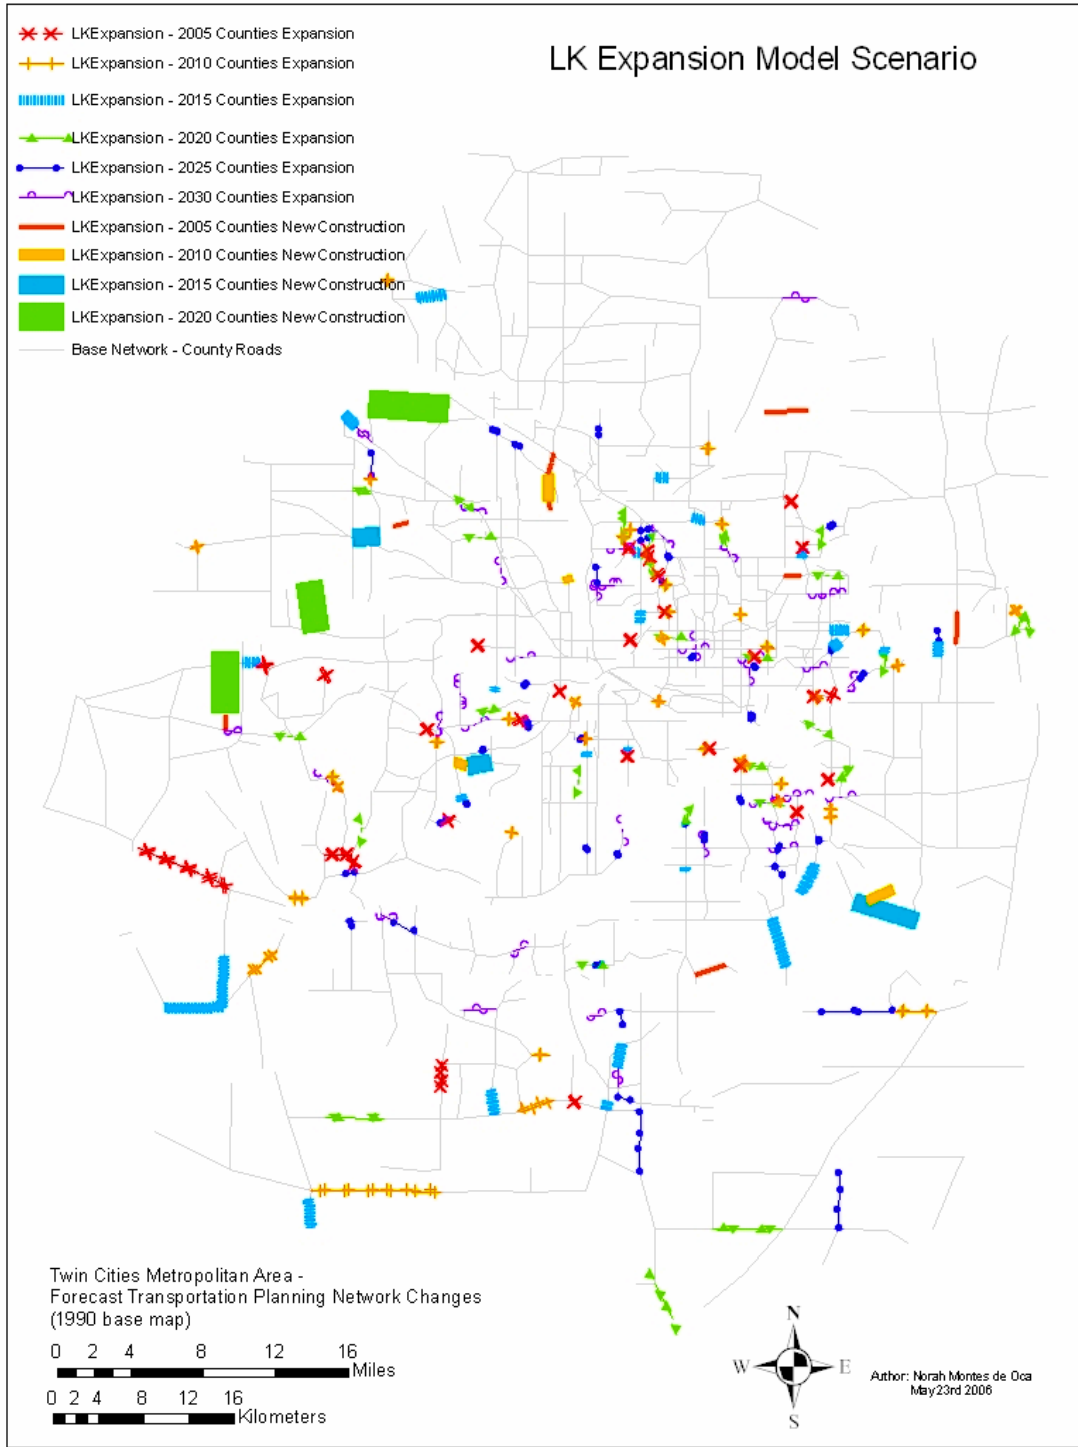 LK Expansion Model Scenario
LKExpansion - 2005 Counties Expansion
LKExpansion - 2010 Counties Expansion
LKExpansion - 2015 Counties Expansion
LKExpansion - 2020 Counties Expansion
LKExpansion - 2025 Counties Expansion
LKExpansion - 2030 Counties Expansion
LKExpansion - 2005 Counties New Construction
LKExpansion - 2010 Counties New Construction
LKExpansion - 2015 Counties New Construction
LKExpansion - 2020 Counties New Construction
Base Network - County Roads
Twin Cities Metropolitan Area -
Forecast Transportation Planning Network Changes
(1990 base map)
0 2 4 8 12 16
Miles
0 2 4 8 12 16
Kilometers
N
W E
S
Author: Norah Montes de Oca
May 23rd 2006